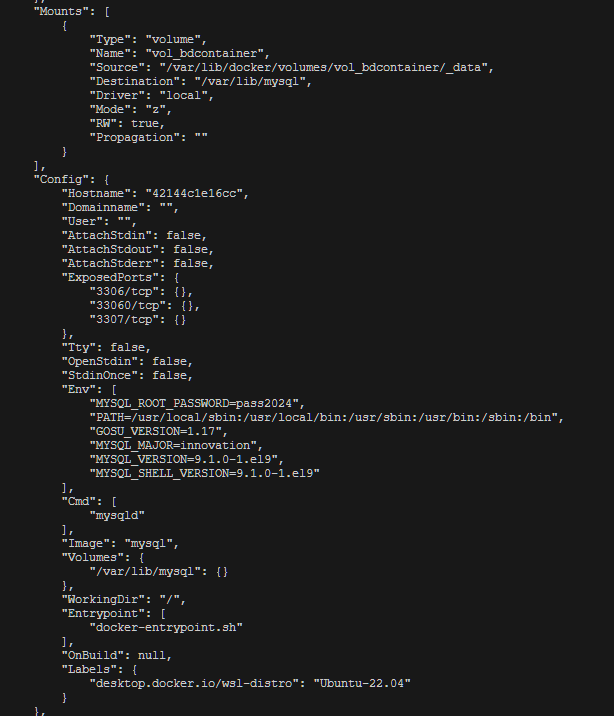 },
"Mounts": [
{
"Type": "volume",
"Name": "vol_bdcontainer",
"Source": "/var/lib/docker/volumes/vol_bdcontainer/_data",
"Destination": "/var/lib/mysql",
"Driver": "local",
"Mode": "z",
"RW": true,
"Propagation": ""
}
],
"Config": {
"Hostname": "42144c1e16cc",
"Domainname": "",
"User": "",
"AttachStdin": false,
"AttachStdout": false,
"AttachStderr": false,
"ExposedPorts": {
"3306/tcp": {},
"33060/tcp": {},
"3307/tcp": {}
},
"Tty": false,
"OpenStdin": false,
"StdinOnce": false,
"Env": [
"MYSQL_ROOT_PASSWORD=pass2024",
"PATH=/usr/local/sbin:/usr/local/bin:/usr/sbin:/usr/bin:/sbin:/bin",
"GOSU_VERSION=1.17",
"MYSQL_MAJOR=innovation",
"MYSQL_VERSION=9.1.0-1.el9",
"MYSQL_SHELL_VERSION=9.1.0-1.el9"
],
"Cmd": [
"mysqld"
],
"Image": "mysql",
"Volumes": {
"/var/lib/mysql": {}
},
"WorkingDir": "/",
"Entrypoint": [
"docker-entrypoint.sh"
],
"OnBuild": null,
"Labels": {
"desktop.docker.io/wsl-distro": "Ubuntu-22.04"
}
},